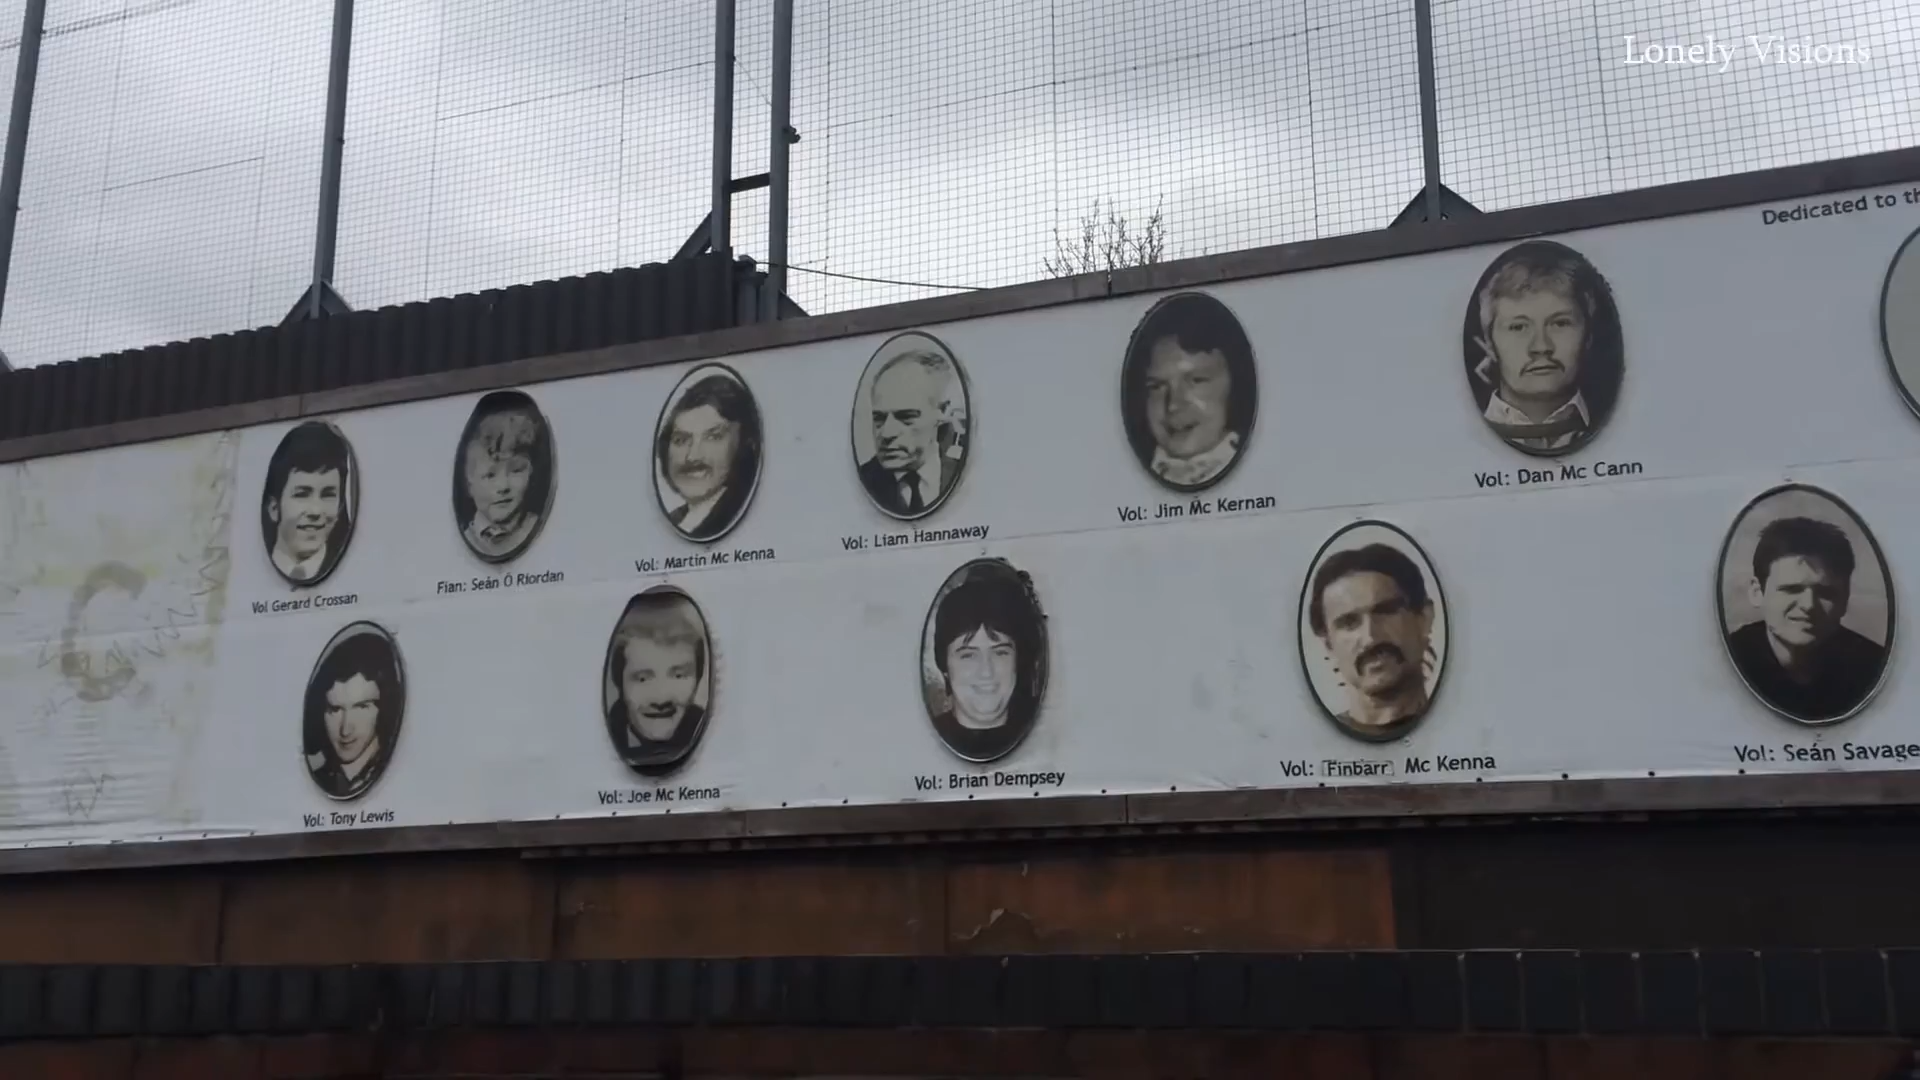 Lonely Visions
Dedicated to th
Vol Gerard Crossan
Fian: Seán Ó Riordan
Vol: Martin Mc Kenna
Vol: Liam Hannaway
Vol: Jim Mc Kernan
Vol: Dan Mc Cann
Vol: Tony Lewis
Vol: Joe Mc Kenna
Vol: Brian Dempsey
Vol: Finbarr Mc Kenna
Vol: Seán Savage